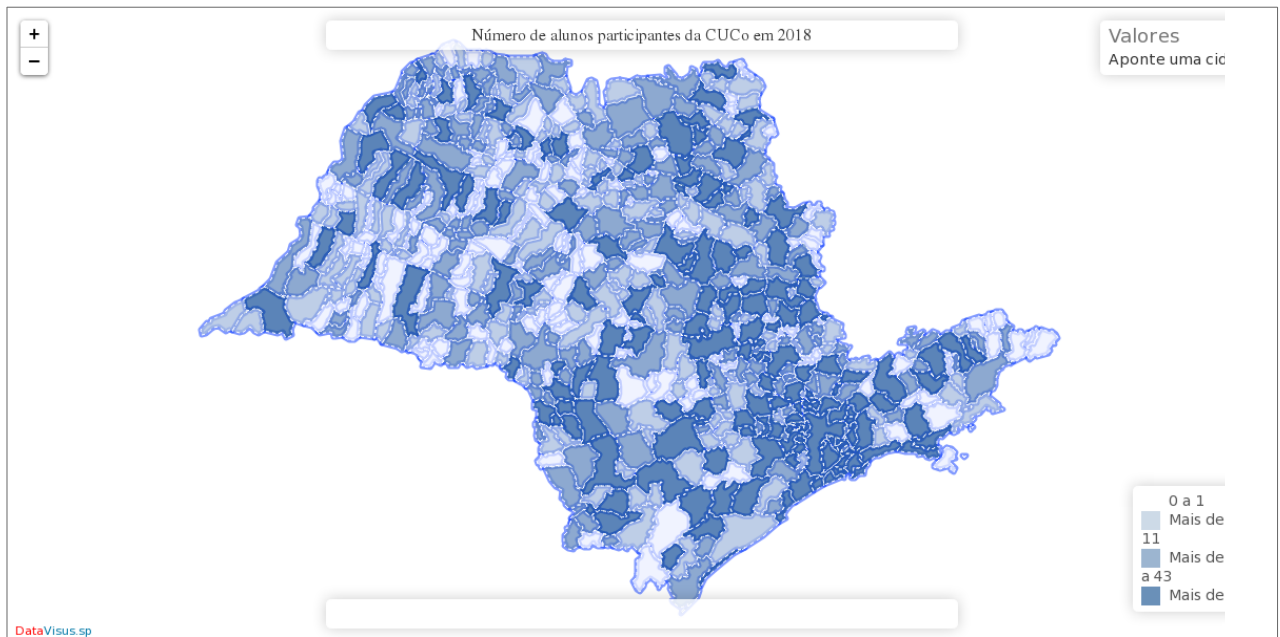 +
−
Número de alunos participantes da CUCo em 2018
Valores
Aponte uma
0 a 1
Mais de
11
Mais de
a 43
Mais de
DataVisus.sp